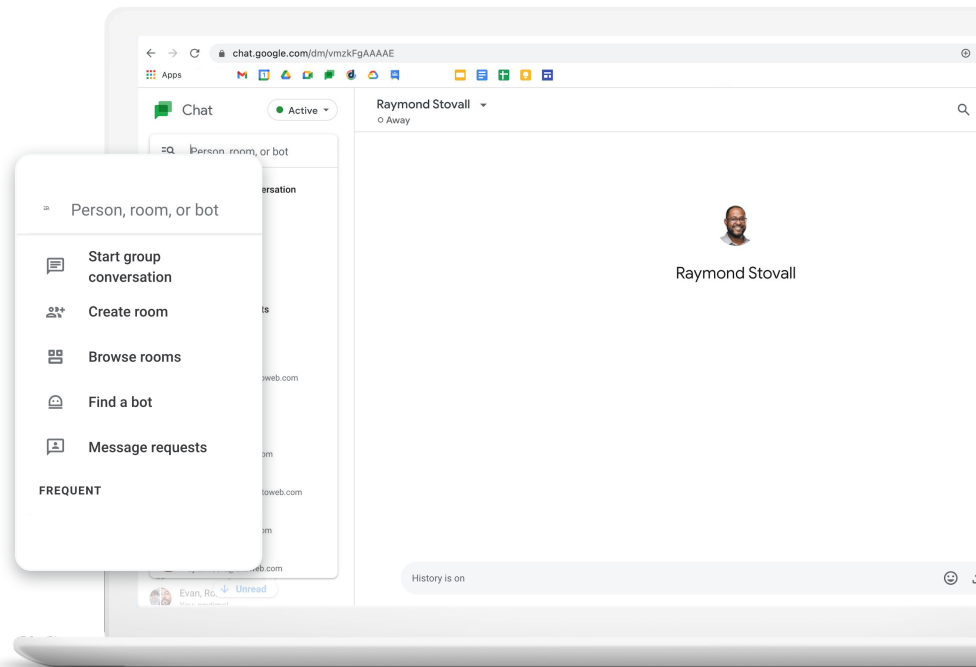 chat.google.com/dm/vmzkFgAAAAE
Apps
Chat
Active
Raymond Stovall
Away
Person, room, or bot
ersation
ts
oweb.com
om
toweb.com
om
eb.com
Evan, Ro
Unread
Person, room, or bot
Start group
conversation
Create room
Browse rooms
Find a bot
Message requests
FREQUENT
Raymond Stovall
History is on